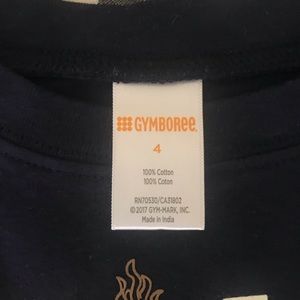 GYMBOREE
4
100% Cotton
100% Coton
RN70530/CA31802
©2017 GYM-MARK, INC.
Made in India